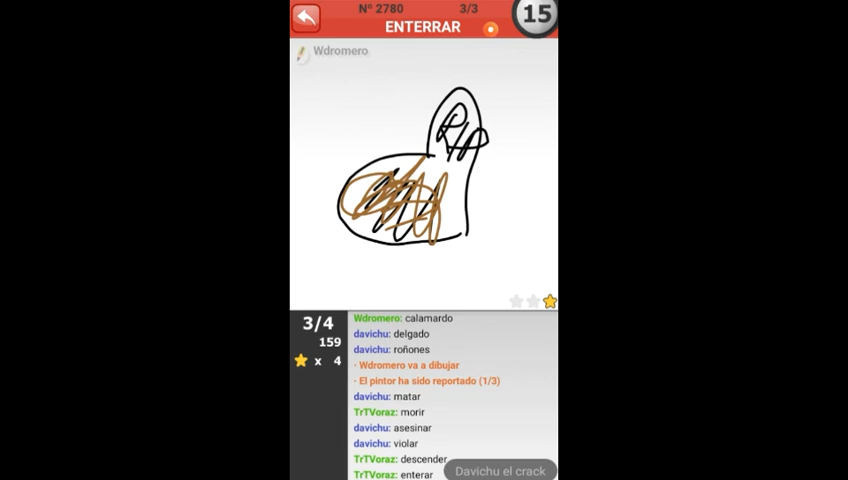 Nº 2780 3/3 15
ENTERRAR
Wdromero
RIP
3/4
159
x 4
Wdromero: calamardo
davichu: delgado
davichu: roñones
· Wdromero va a dibujar
· El pintor ha sido reportado (1/3)
davichu: matar
TrTVoraz: morir
davichu: asesinar
davichu: violar
TrTVoraz: descender
TrTVoraz: enterar
Davichu el crack